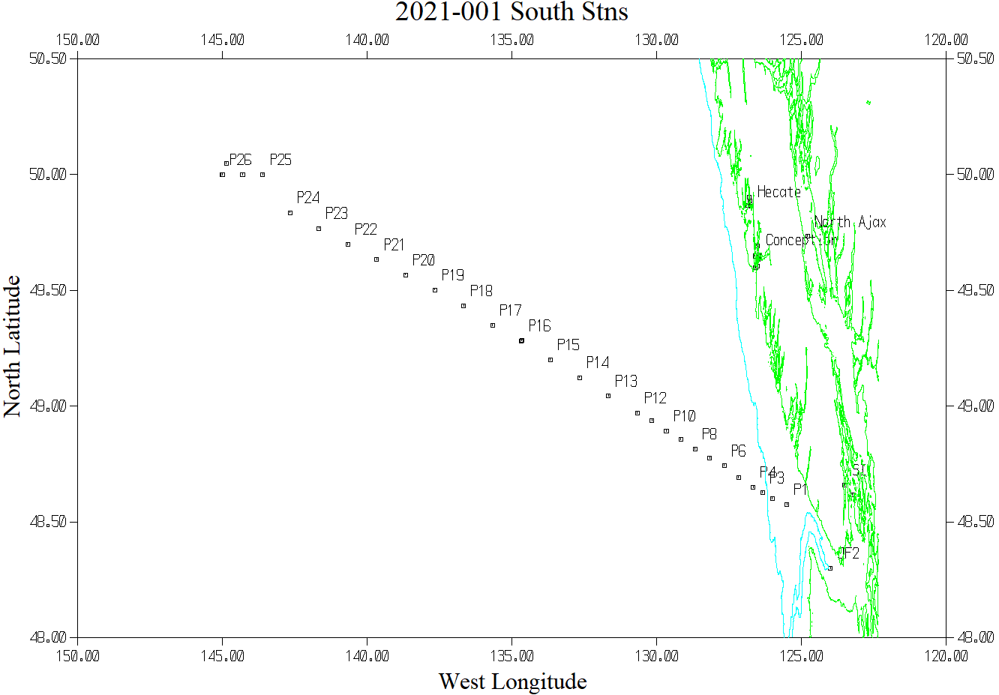 2021-001 South Stns
150.00 145.00 140.00 135.00 130.00 125.00 120.00
50.50 50.50
P26 P25
50.00 50.00
Hecate
P24
P23
North Ajax
P22
Conception
P21
P20
P19
49.50 49.50
P18
P17
P16
P15
P14
P13
P12
49.00 49.00
P10
P8
P6
P4 P3 SI
P1
48.50 48.50
JF2
48.00 48.00
150.00 145.00 140.00 135.00 130.00 125.00 120.00
West Longitude
North Latitude